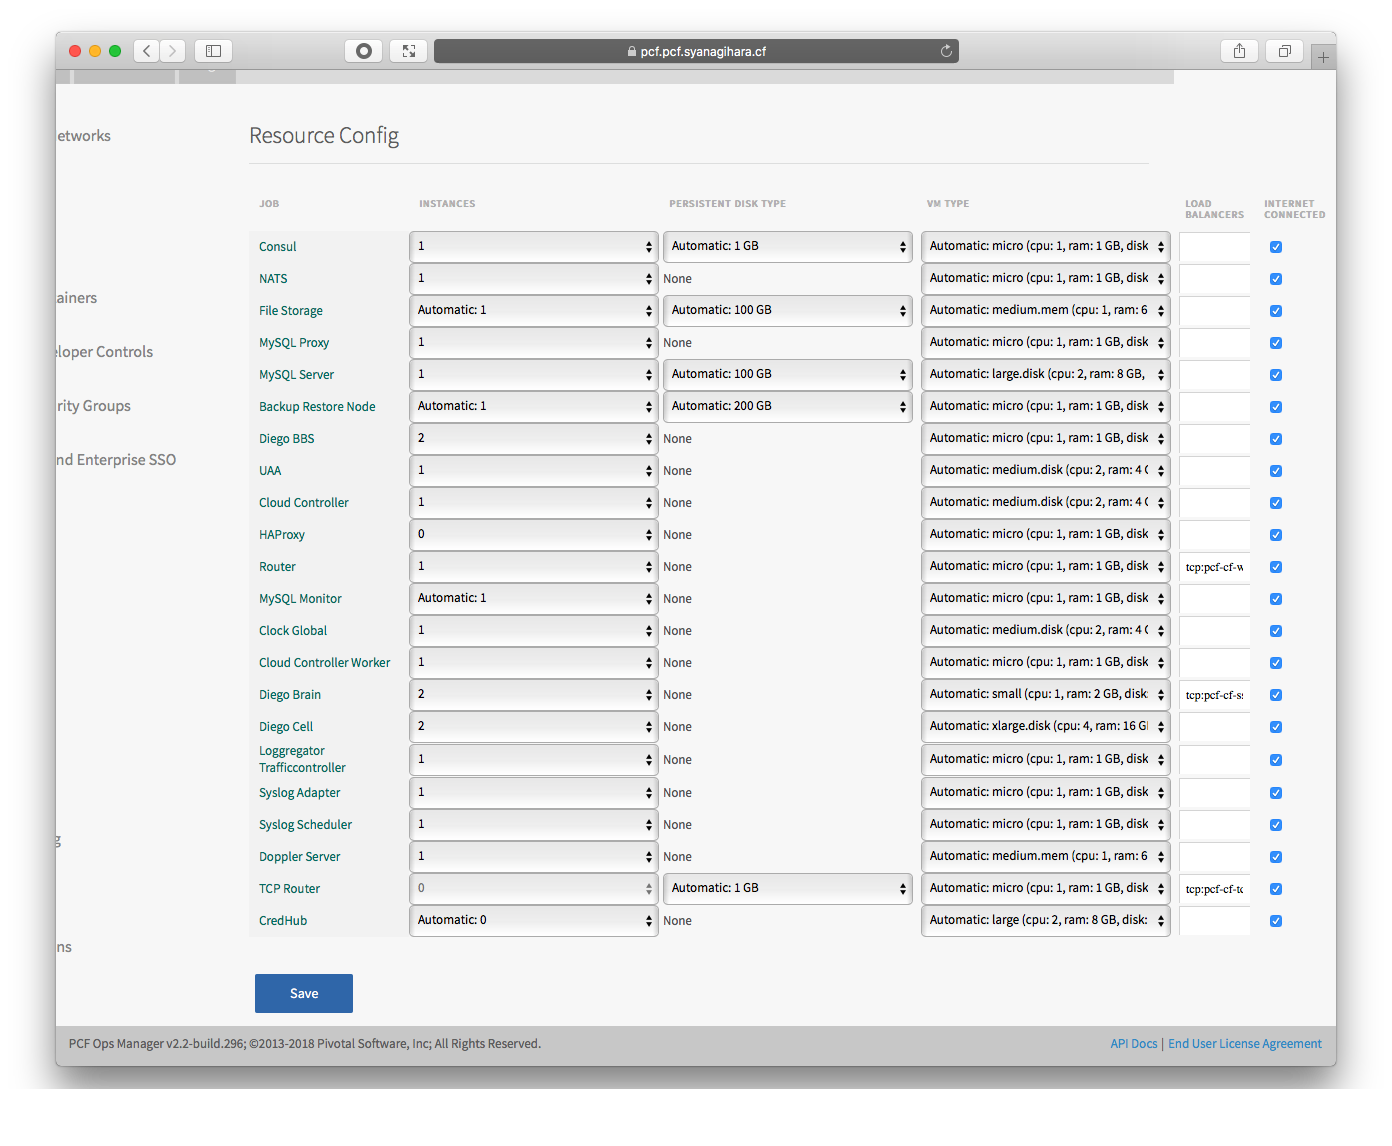 pcf.pcf.syanagihara.cf
etworks
Resource Config
JOB INSTANCES PERSISTENT DISK TYPE VM TYPE LOAD BALANCERS INTERNET CONNECTED
Consul 1 Automatic: 1 GB Automatic: micro (cpu: 1, ram: 1 GB, disk
NATS 1 None Automatic: micro (cpu: 1, ram: 1 GB, disk
ainers
File Storage Automatic: 1 Automatic: 100 GB Automatic: medium.mem (cpu: 1, ram: 6
MySQL Proxy 1 None Automatic: micro (cpu: 1, ram: 1 GB, disk
loper Controls
MySQL Server 1 Automatic: 100 GB Automatic: large.disk (cpu: 2, ram: 8 GB,
Backup Restore Node Automatic: 1 Automatic: 200 GB Automatic: micro (cpu: 1, ram: 1 GB, disk
rity Groups
Diego BBS 2 None Automatic: micro (cpu: 1, ram: 1 GB, disk
nd Enterprise SSO
UAA 1 None Automatic: medium.disk (cpu: 2, ram: 4 G
Cloud Controller 1 None Automatic: medium.disk (cpu: 2, ram: 4 G
HAProxy 0 None Automatic: micro (cpu: 1, ram: 1 GB, disk
Router 1 None Automatic: micro (cpu: 1, ram: 1 GB, disk tcp:pcf-cf-w
MySQL Monitor Automatic: 1 None Automatic: micro (cpu: 1, ram: 1 GB, disk
Clock Global 1 None Automatic: medium.disk (cpu: 2, ram: 4 G
Cloud Controller Worker 1 None Automatic: micro (cpu: 1, ram: 1 GB, disk
Diego Brain 2 None Automatic: small (cpu: 1, ram: 2 GB, disk: tcp:pcf-cf-ss
Diego Cell 2 None Automatic: xlarge.disk (cpu: 4, ram: 16 G
Loggregator Trafficcontroller 1 None Automatic: micro (cpu: 1, ram: 1 GB, disk
Syslog Adapter 1 None Automatic: micro (cpu: 1, ram: 1 GB, disk
Syslog Scheduler 1 None Automatic: micro (cpu: 1, ram: 1 GB, disk
g
Doppler Server 1 None Automatic: medium.mem (cpu: 1, ram: 6
TCP Router 0 Automatic: 1 GB Automatic: micro (cpu: 1, ram: 1 GB, disk tcp:pcf-cf-tc
CredHub Automatic: 0 None Automatic: large (cpu: 2, ram: 8 GB, disk:
ns
Save
PCF Ops Manager v2.2-build.296; ©2013-2018 Pivotal Software, Inc; All Rights Reserved.
API Docs | End User License Agreement